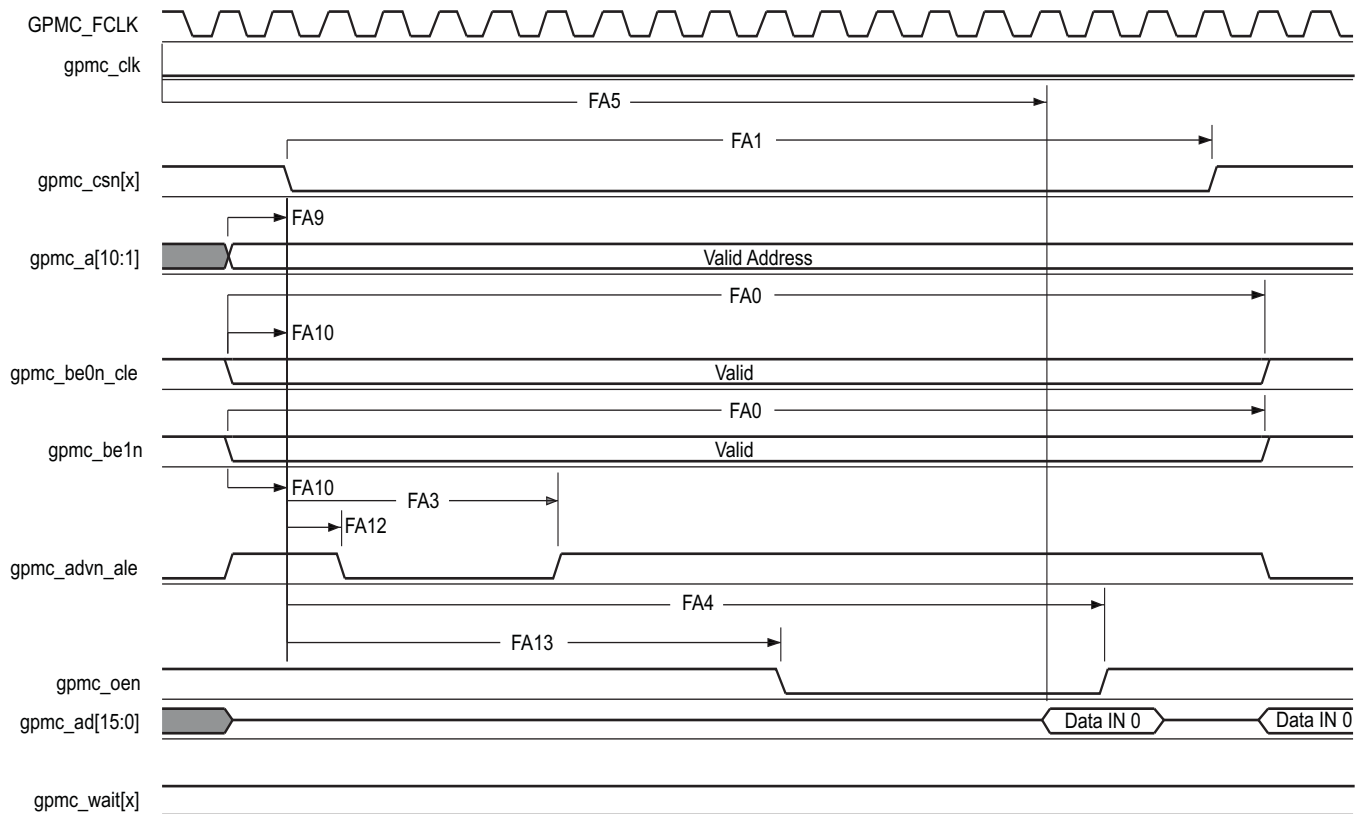 GPMC_FCLK
gpmc_clk
FA5
FA1
gpmc_csn[x]
FA9
gpmc_a[10:1]
Valid Address
FA0
FA10
gpmc_be0n_cle
Valid
FA0
gpmc_be1n
Valid
FA10
FA3
FA12
gpmc_advn_ale
FA4
FA13
gpmc_oen
gpmc_ad[15:0]
Data IN 0
Data IN 0
gpmc_wait[x]